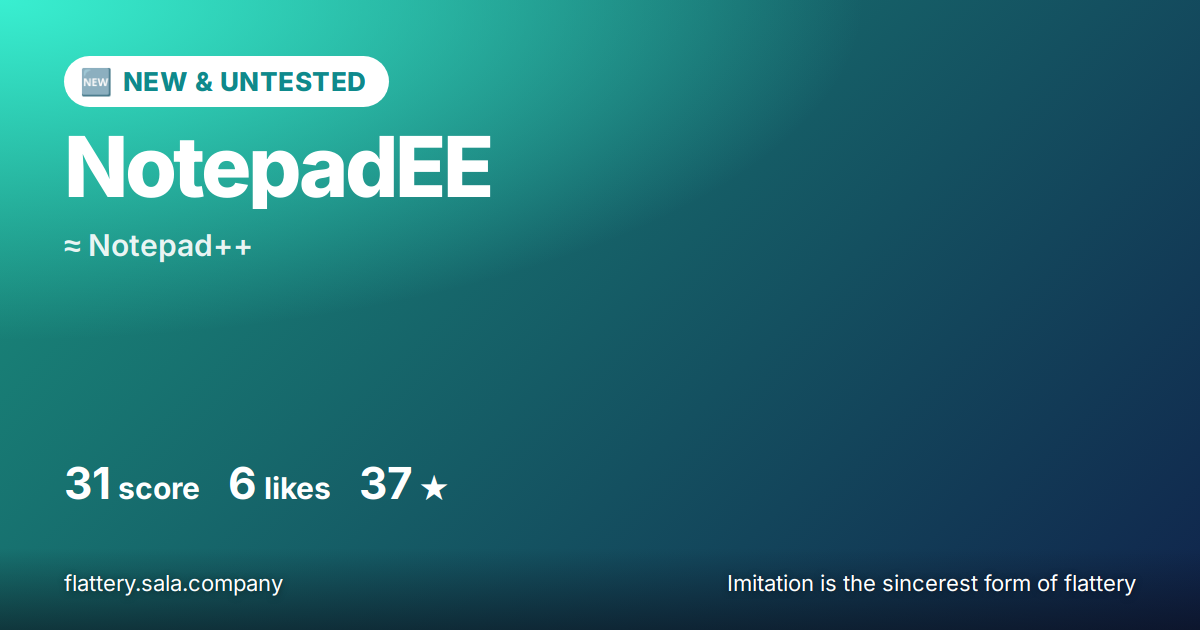 🆕 NEW & UNTESTED
NotepadEE
≈ Notepad++
31 score 6 likes 37 ★
flattery.sala.company
Imitation is the sincerest form of flattery